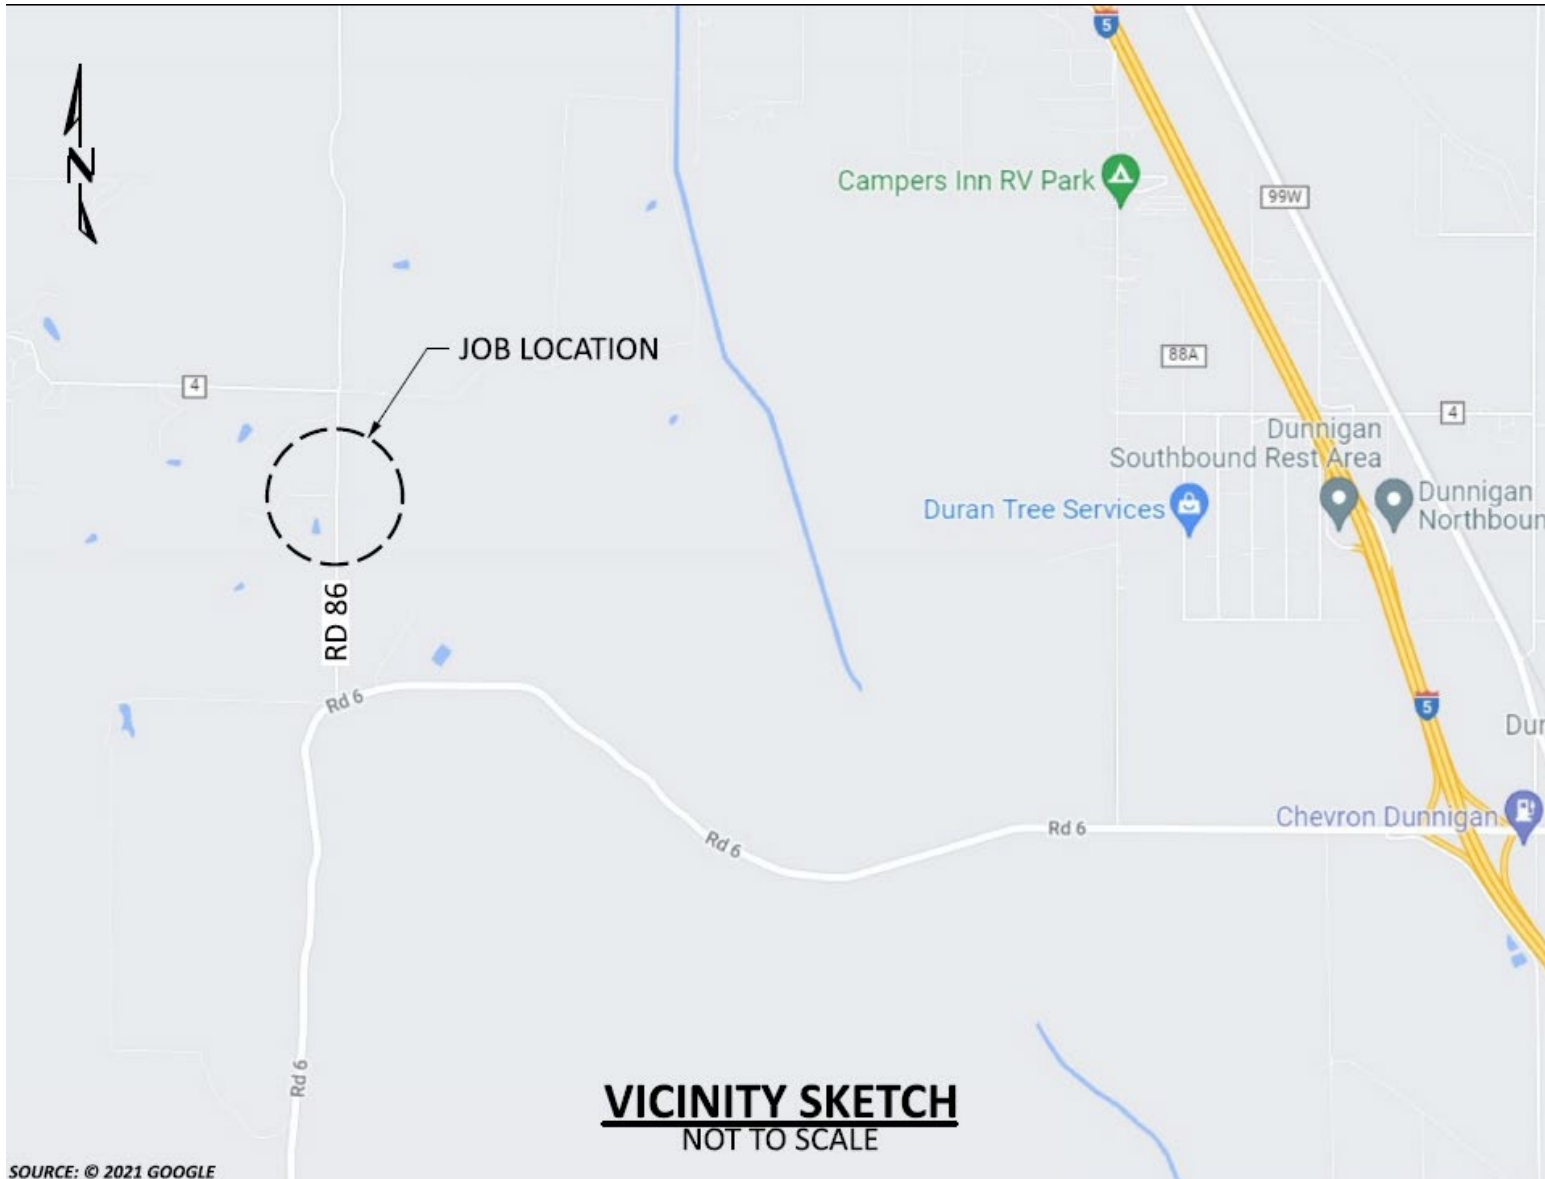 5
N
Campers Inn RV Park
99W
JOB LOCATION
88A
4
4
Dunnigan
Southbound Rest Area
Dunnigan
Northboun
Duran Tree Services
RD 86
Rd 6
5
Dun
Chevron Dunnigan
Rd 6
Rd 6
Rd 6
VICINITY SKETCH
NOT TO SCALE
SOURCE: © 2021 GOOGLE